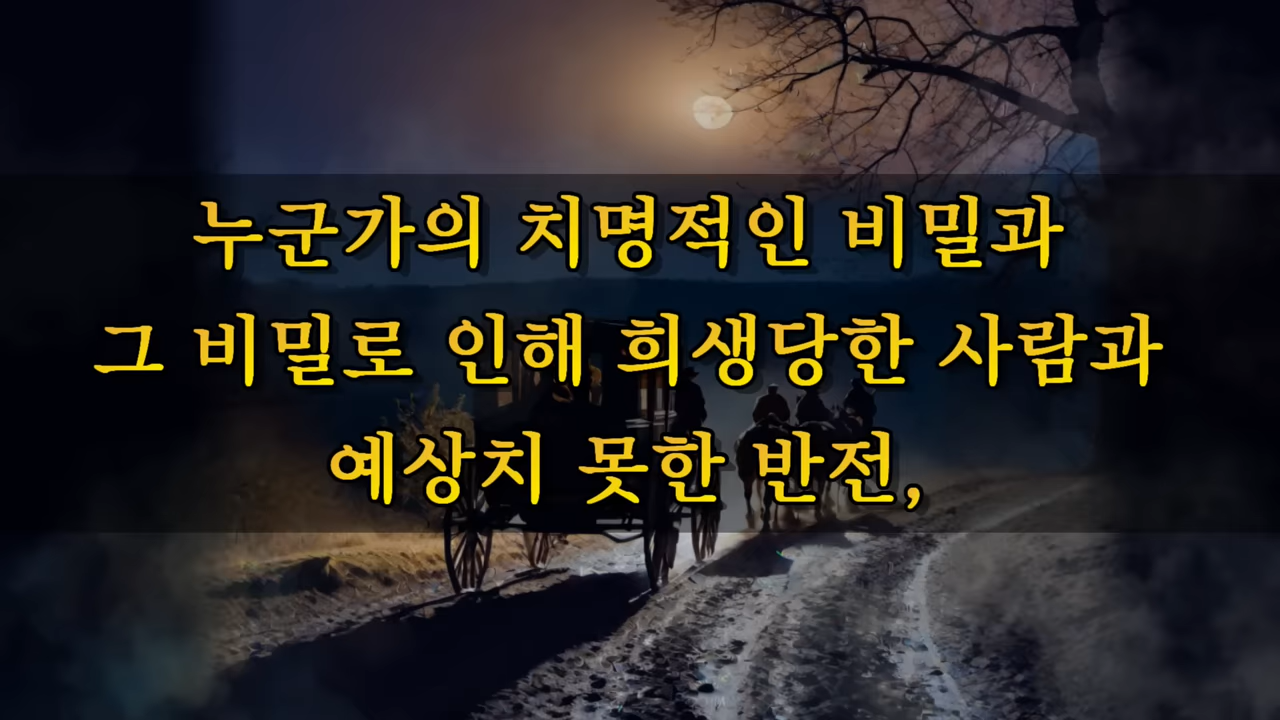 누군가의 치명적인 비밀과
그 비밀로 인해 희생당한 사람과
예상치 못한 반전,